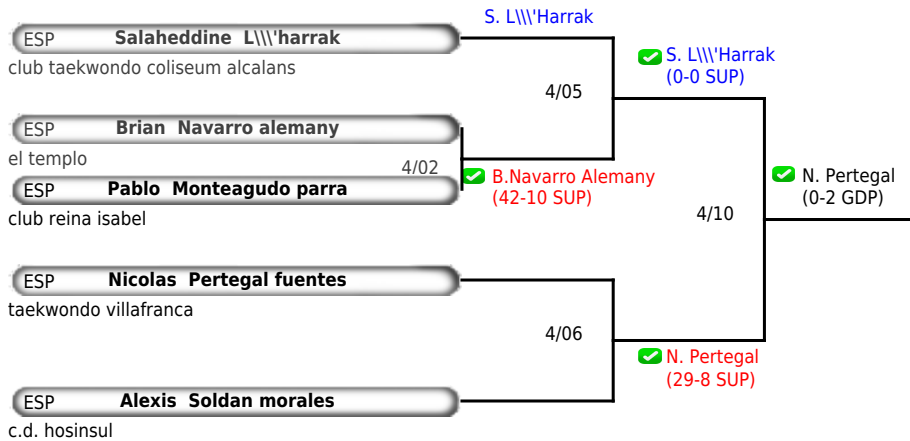 S. L\\\'Harrak
ESP Salaheddine L\\\'harrak
club taekwondo coliseum alcalans
S. L\\\'Harrak
(0-0 SUP)
4/05
ESP Brian Navarro alemany
el templo
4/02
B.Navarro Alemany
(42-10 SUP)
N. Pertegal
(0-2 GDP)
ESP Pablo Monteagudo parra
club reina isabel
4/10
ESP Nicolas Pertegal fuentes
taekwondo villafranca
4/06
N. Pertegal
(29-8 SUP)
ESP Alexis Soldan morales
c.d. hosinsul